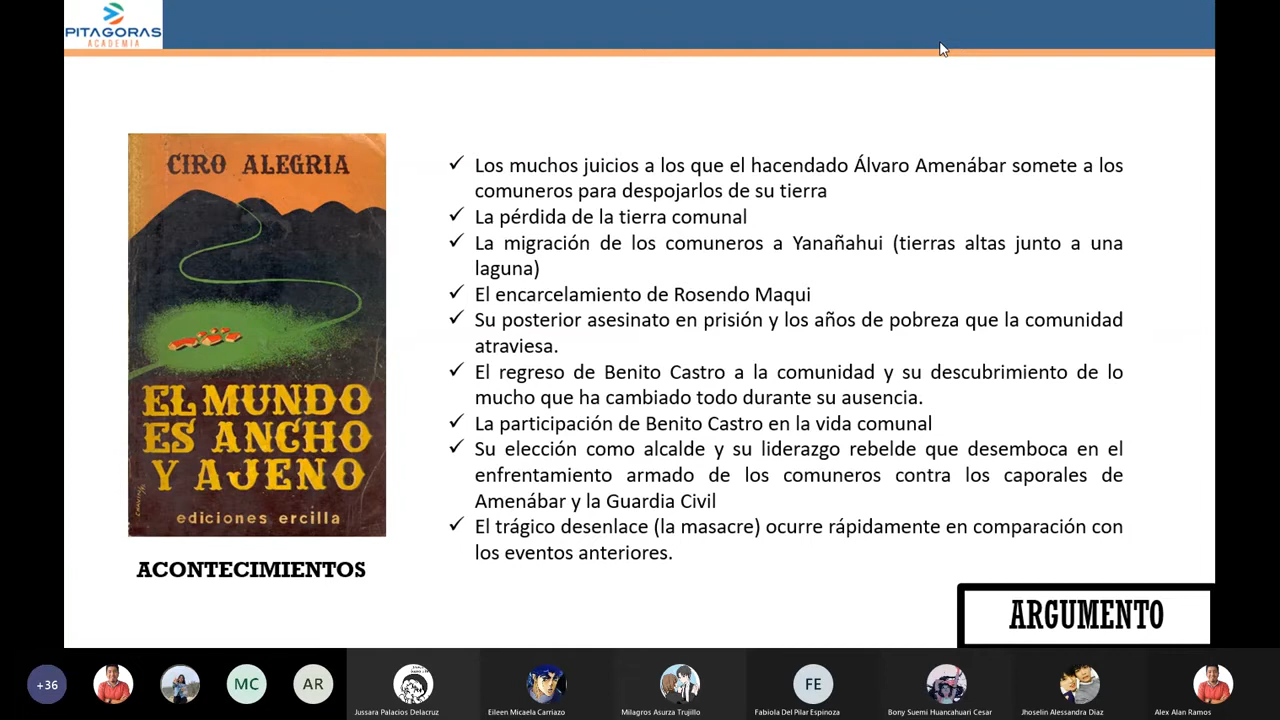 PITAGORAS
ACADEMIA
CIRO ALEGRIA
EL MUNDO
ES ANCHO
Y AJENO
ediciones ercilla
ACONTECIMIENTOS
✓ Los muchos juicios a los que el hacendado Álvaro Amenábar somete a los
comuneros para despojarlos de su tierra
✓ La pérdida de la tierra comunal
✓ La migración de los comuneros a Yanañahui (tierras altas junto a una
laguna)
✓ El encarcelamiento de Rosendo Maqui
✓ Su posterior asesinato en prisión y los años de pobreza que la comunidad
atraviesa.
✓ El regreso de Benito Castro a la comunidad y su descubrimiento de lo
mucho que ha cambiado todo durante su ausencia.
✓ La participación de Benito Castro en la vida comunal
✓ Su elección como alcalde y su liderazgo rebelde que desemboca en el
enfrentamiento armado de los comuneros contra los caporales de
Amenábar y la Guardia Civil
✓ El trágico desenlace (la masacre) ocurre rápidamente en comparación con
los eventos anteriores.
ARGUMENTO
+36
MC
AR
FE
Jussara Palacios Delacruz
Eileen Micaela Carriazo
Milagros Asurza Trujillo
Fabiola Del Pilar Espinoza
Bony Suemi Huancahuari Cesar
Jhoselin Alessandra Diaz
Alex Alan Ramos